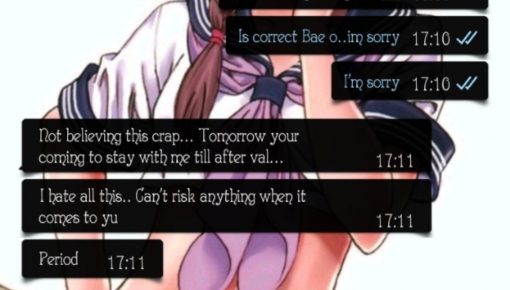 Is correct Bae o..im sorry 17:10
I'm sorry 17:10
Not believing this crap... Tomorrow your
coming to stay with me till after val...
17:11
I hate all this.. Can't risk anything when it
comes to yu
17:11
Period 17:11